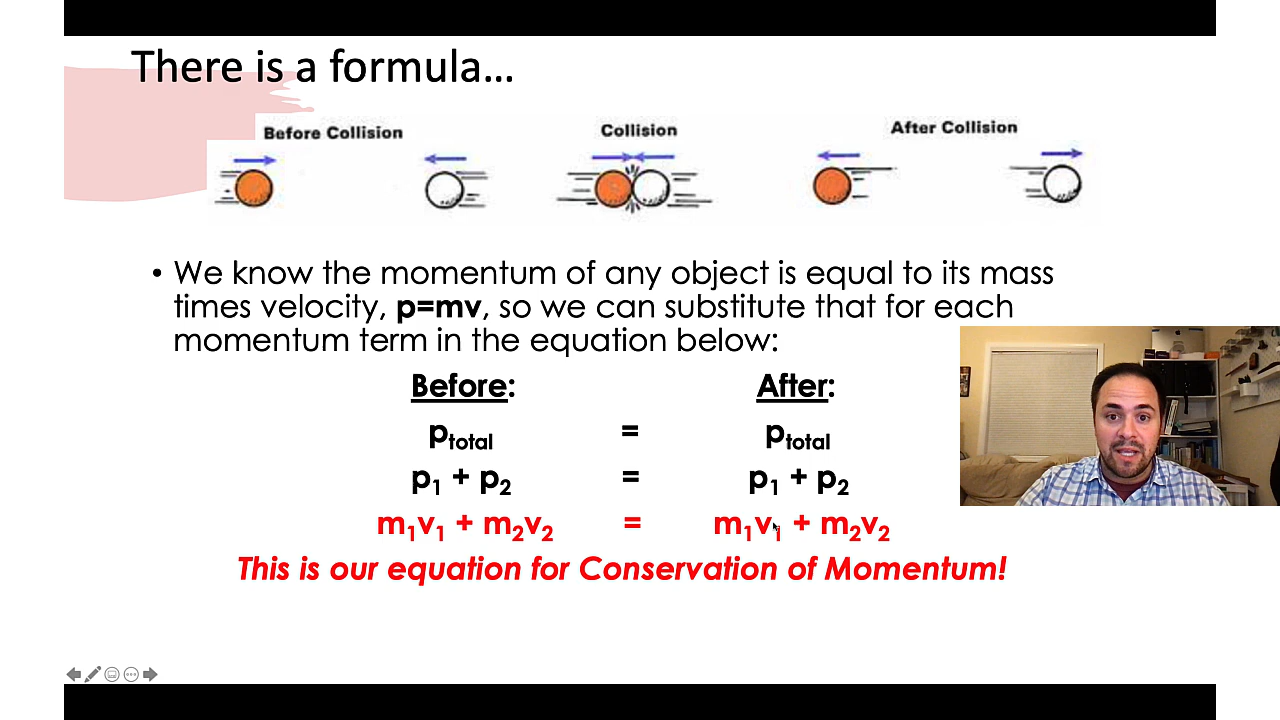 There is a formula...
Before Collision
Collision
After Collision
• We know the momentum of any object is equal to its mass
times velocity, p=mv, so we can substitute that for each
momentum term in the equation below:
Before: After:
p_total = p_total
p₁ + p₂ = p₁ + p₂
m₁v₁ + m₂v₂ = m₁v₁ + m₂v₂
This is our equation for Conservation of Momentum!